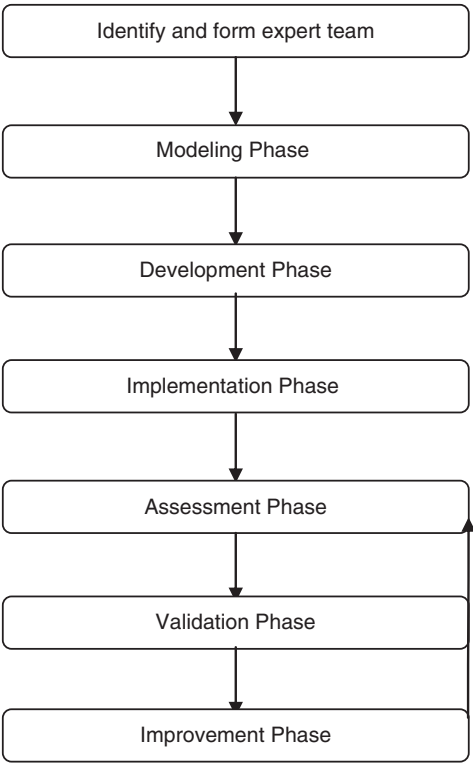 Identify and form expert team
Modeling Phase
Development Phase
Implementation Phase
Assessment Phase
Validation Phase
Improvement Phase